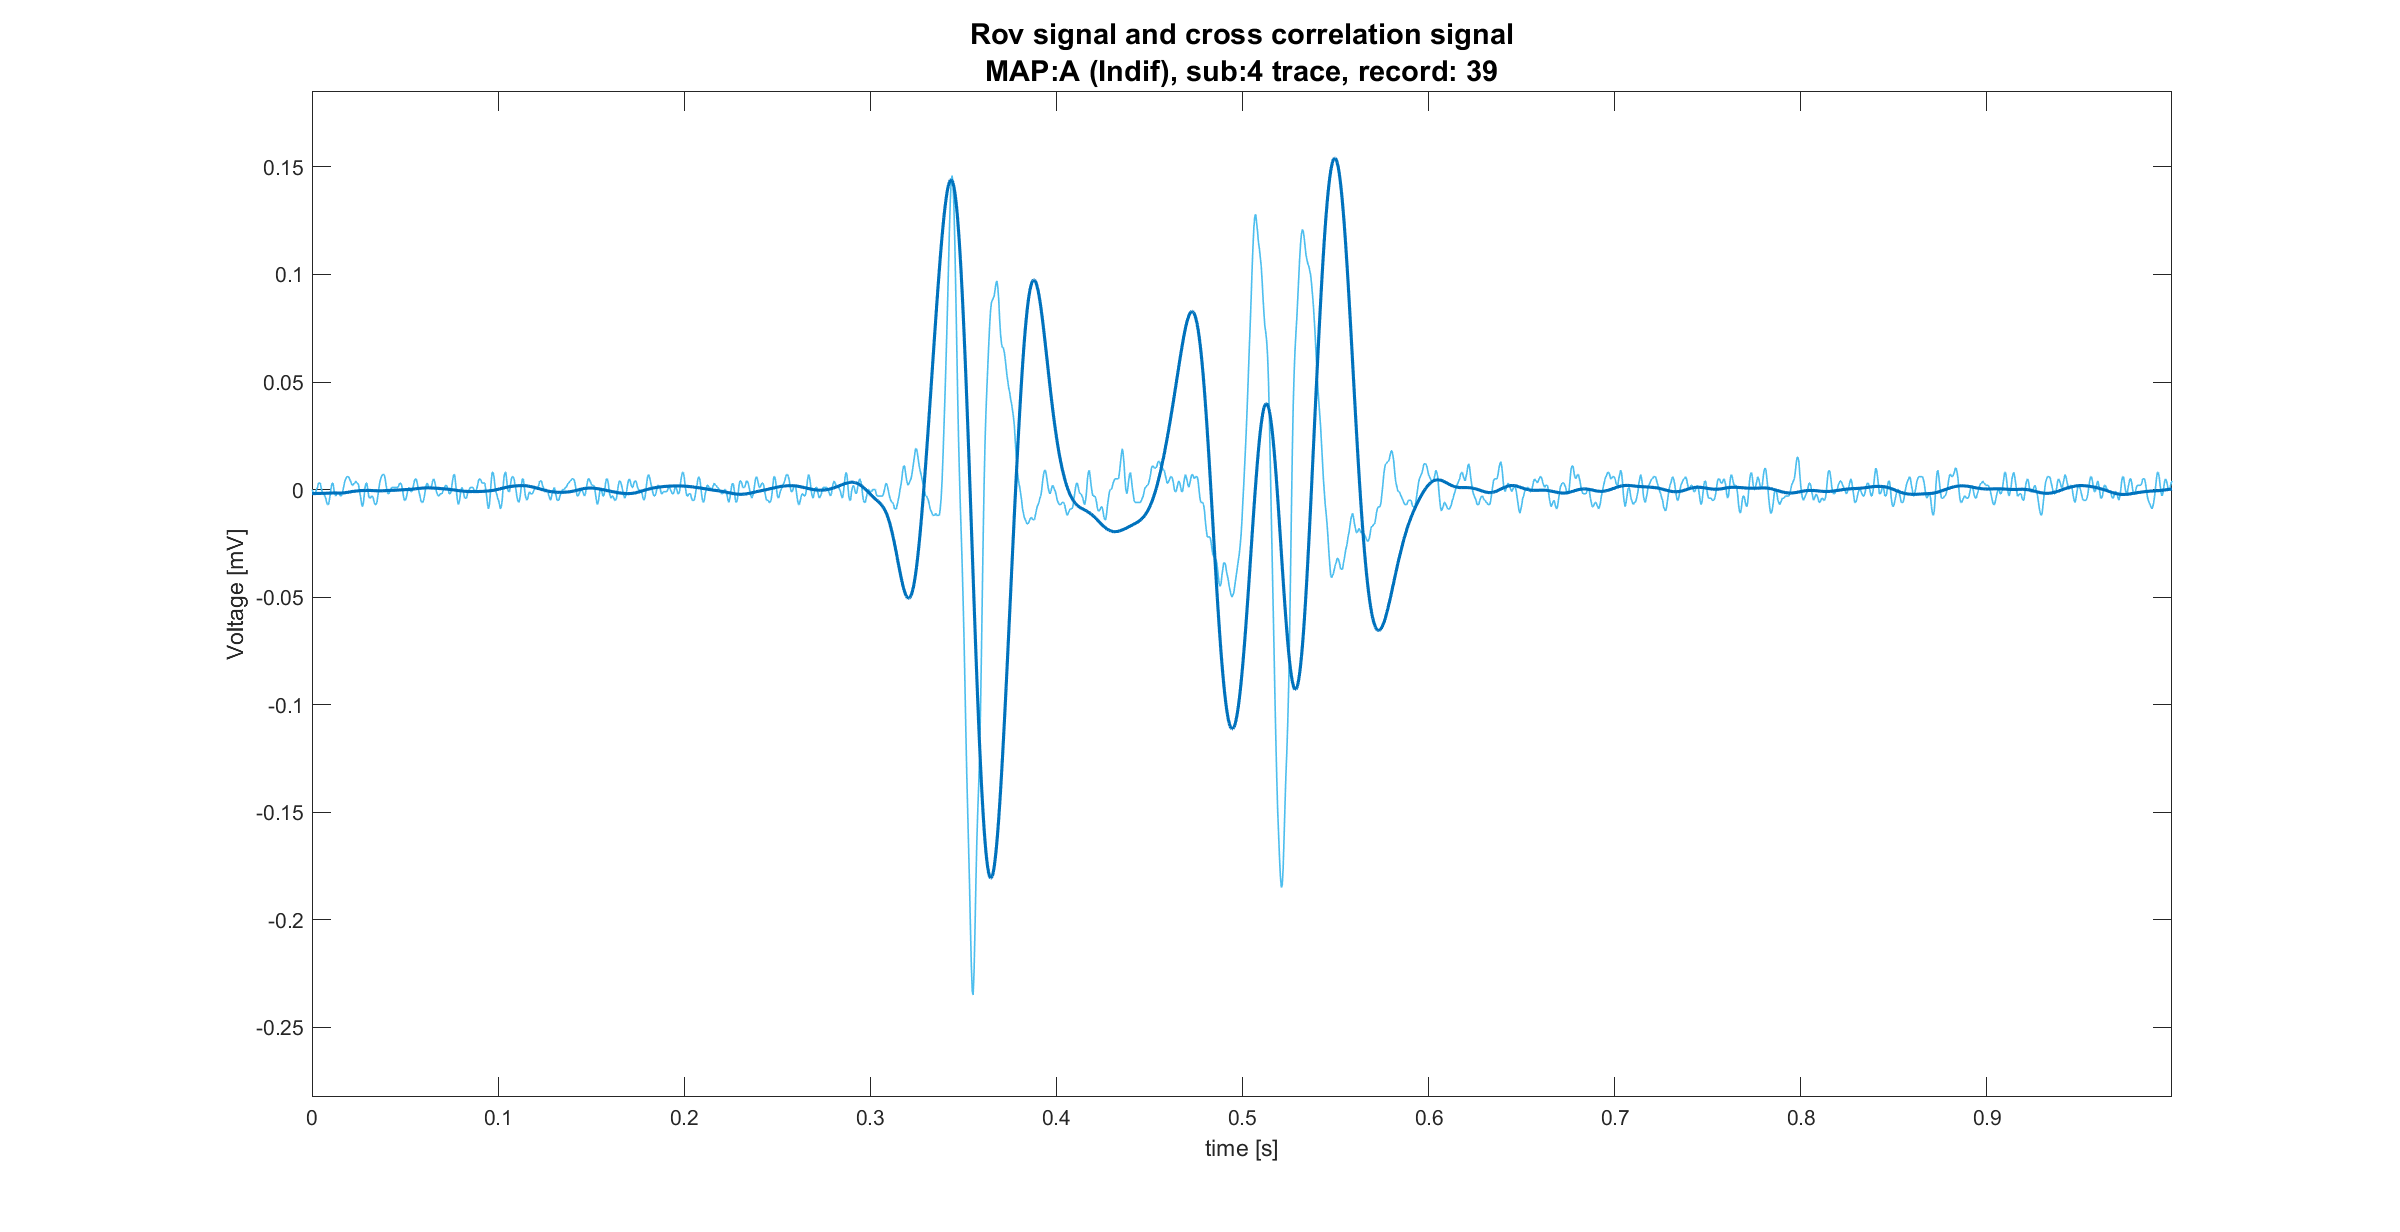 Rov signal and cross correlation signal
MAP:A (Indif), sub:4 trace, record: 39
0.15
0.1
0.05
0
-0.05
-0.1
-0.15
-0.2
-0.25
Voltage [mV]
0 0.1 0.2 0.3 0.4 0.5 0.6 0.7 0.8 0.9
time [s]